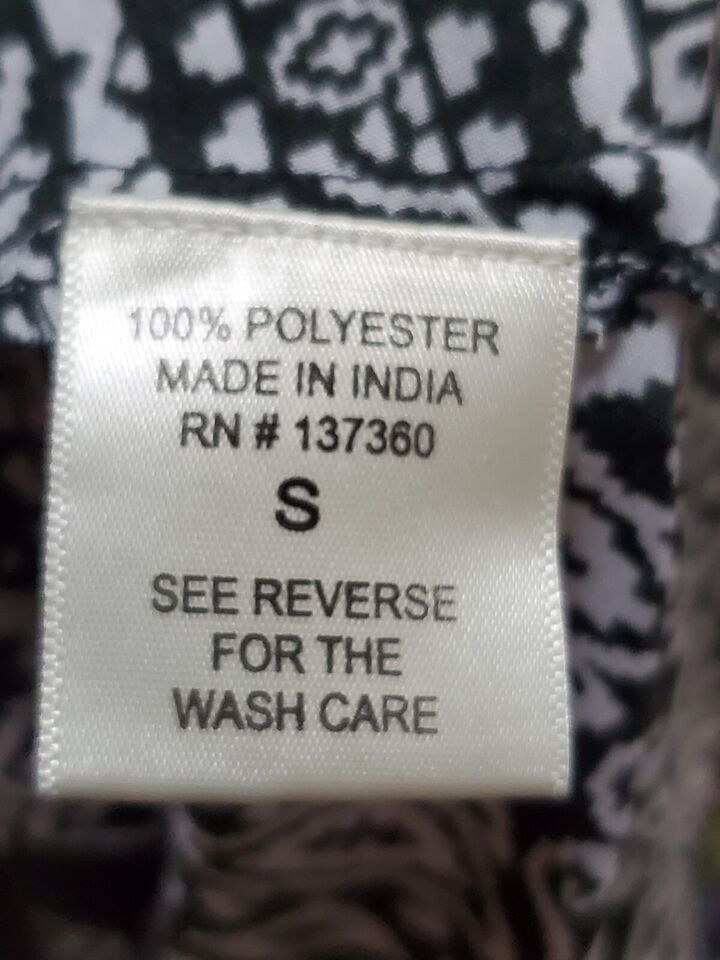 100% POLYESTER
MADE IN INDIA
RN # 137360
S
SEE REVERSE
FOR THE
WASH CARE